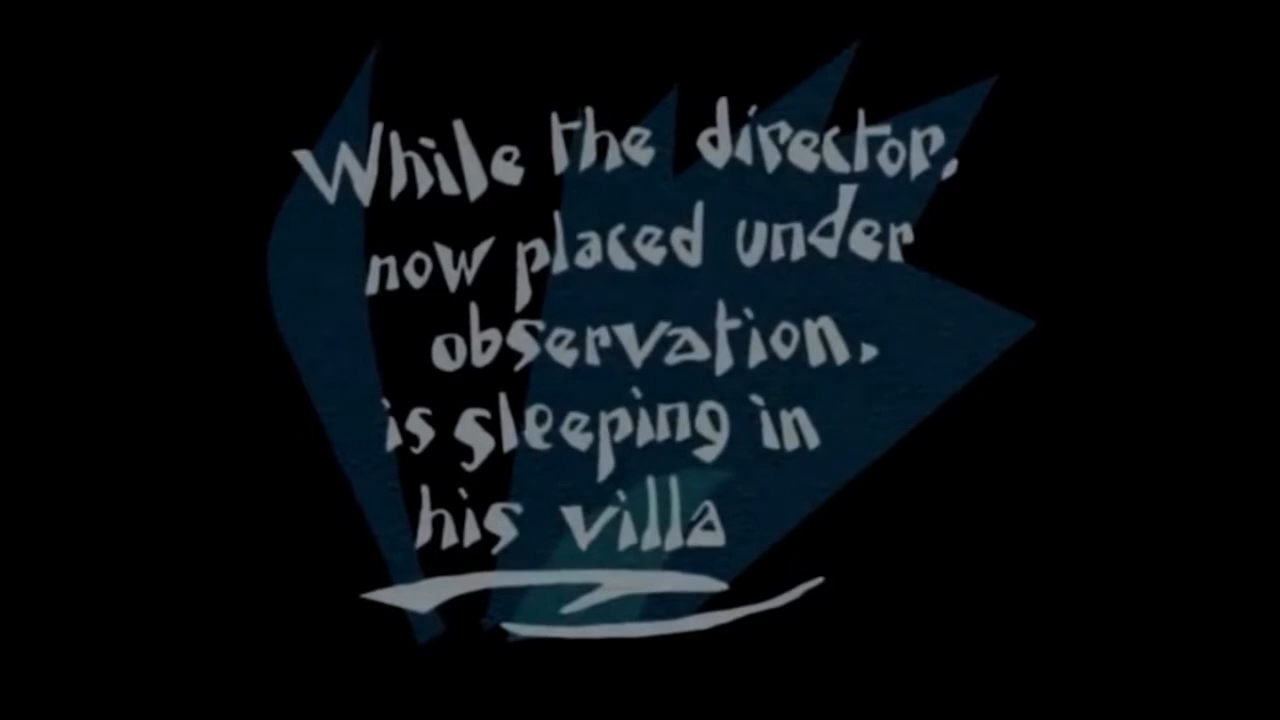 While the director,
now placed under
observation,
is sleeping in
his villa